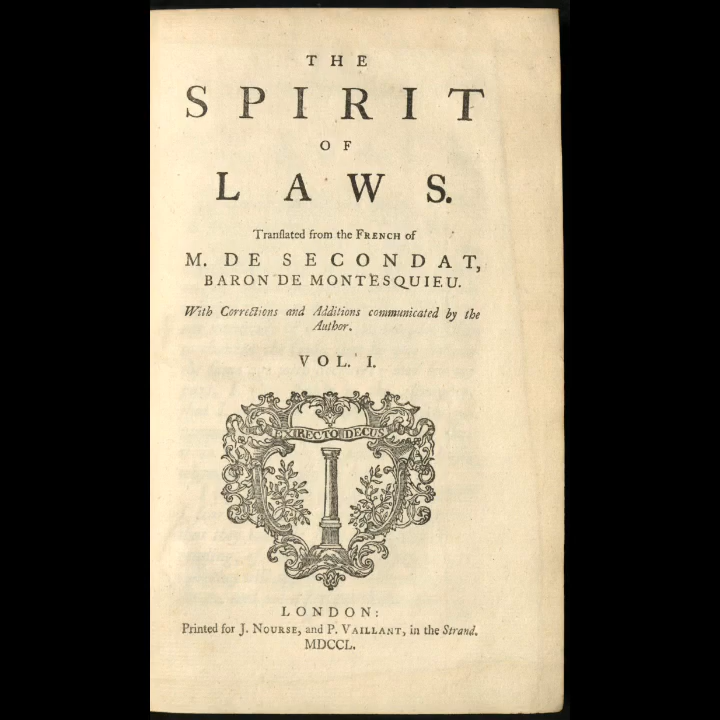 THE
SPIRIT
OF
LAWS.
Tranſlated from the FRENCH of
M. DE SECONDAT,
BARON DE MONTESQUIEU.
With Corrections and Additions communicated by the
Author.
VOL. I.
EX RECTO DECUS
LONDON:
Printed for J. NOURSE, and P. VAILLANT, in the Strand.
MDCCL.